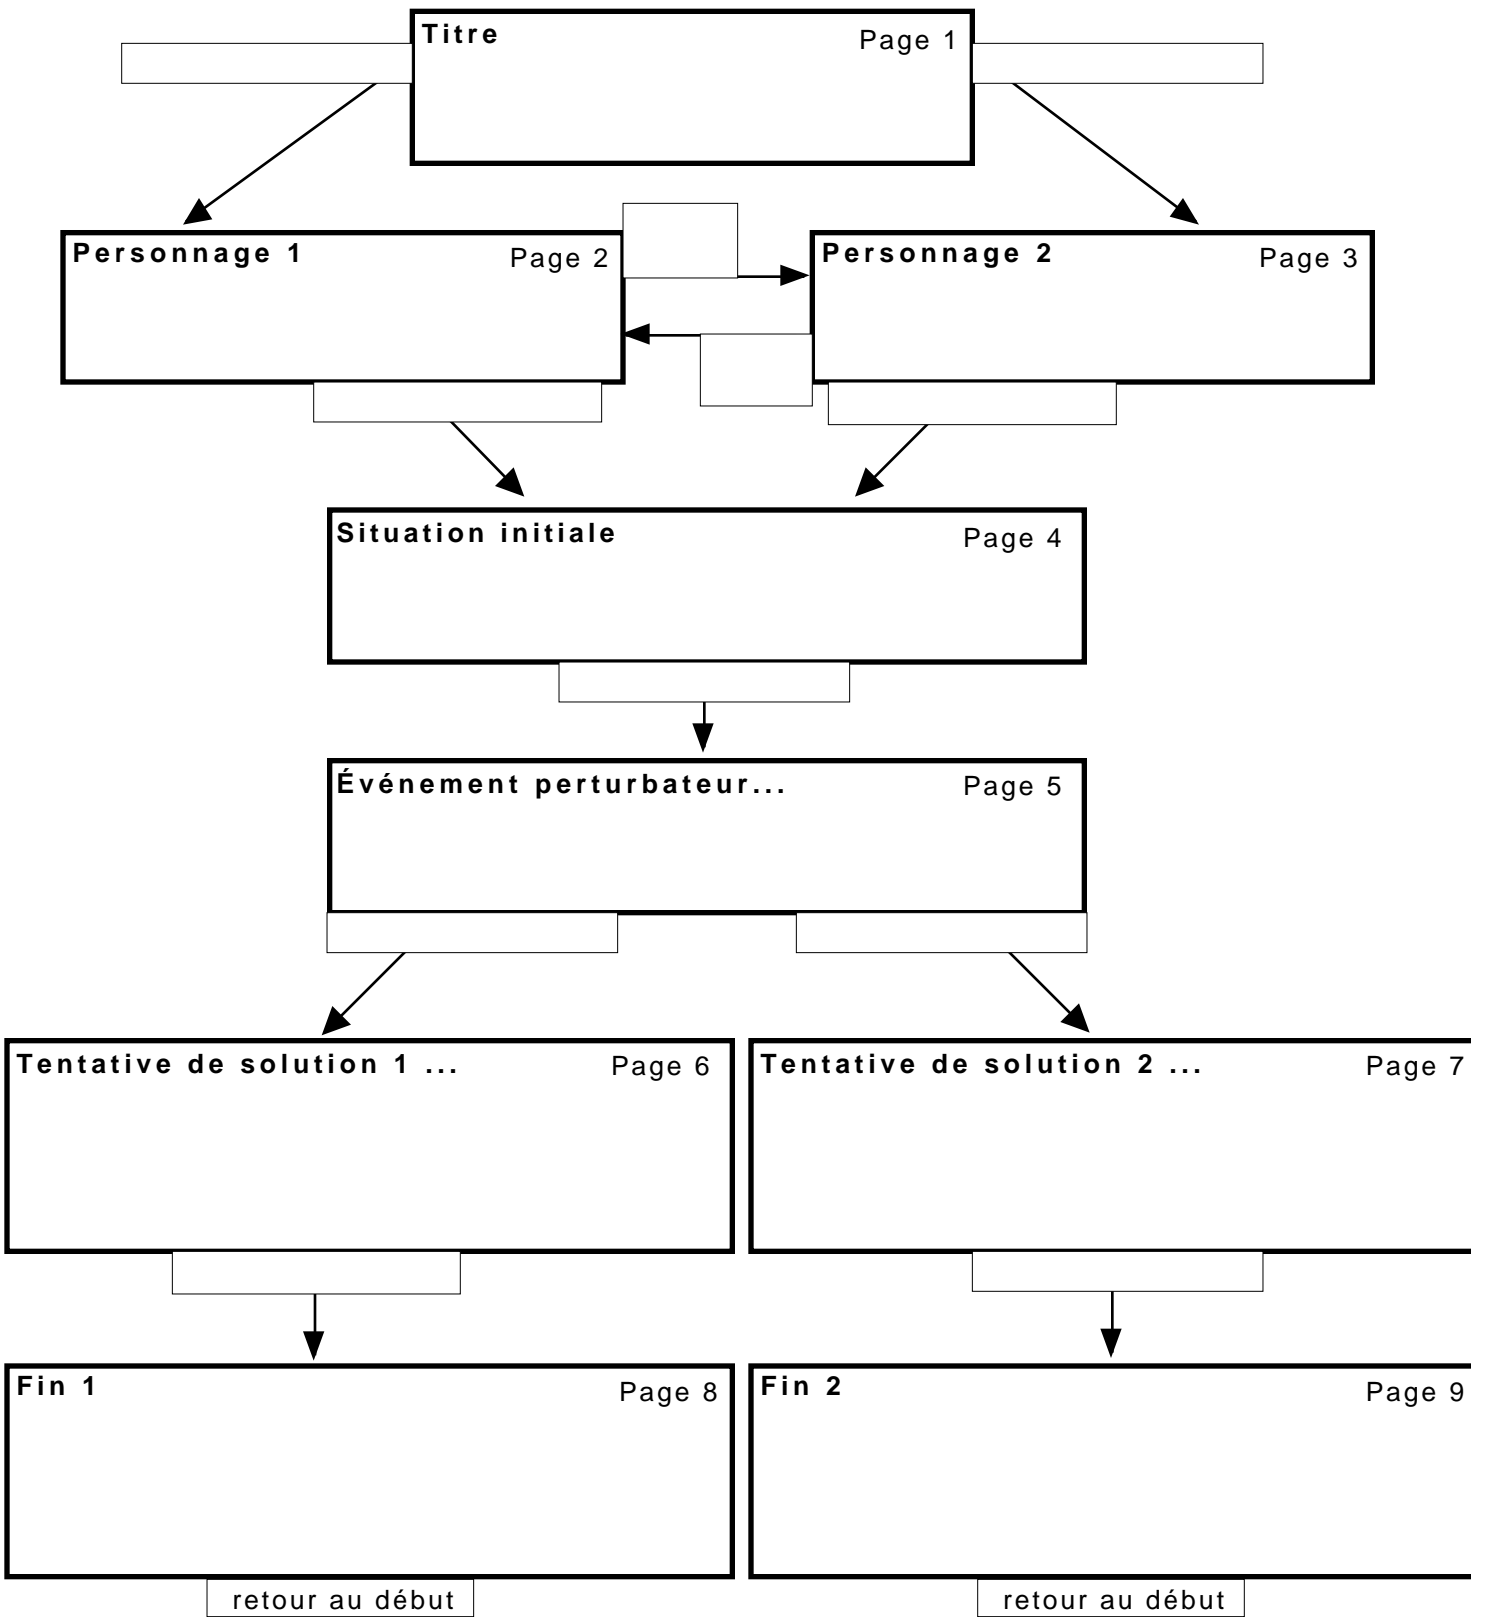 Titre
Page 1
Personnage 1
Page 2
Personnage 2
Page 3
Situation initiale
Page 4
Événement perturbateur...
Page 5
Tentative de solution 1 ...
Page 6
Tentative de solution 2 ...
Page 7
Fin 1
Page 8
Fin 2
Page 9
retour au début
retour au début